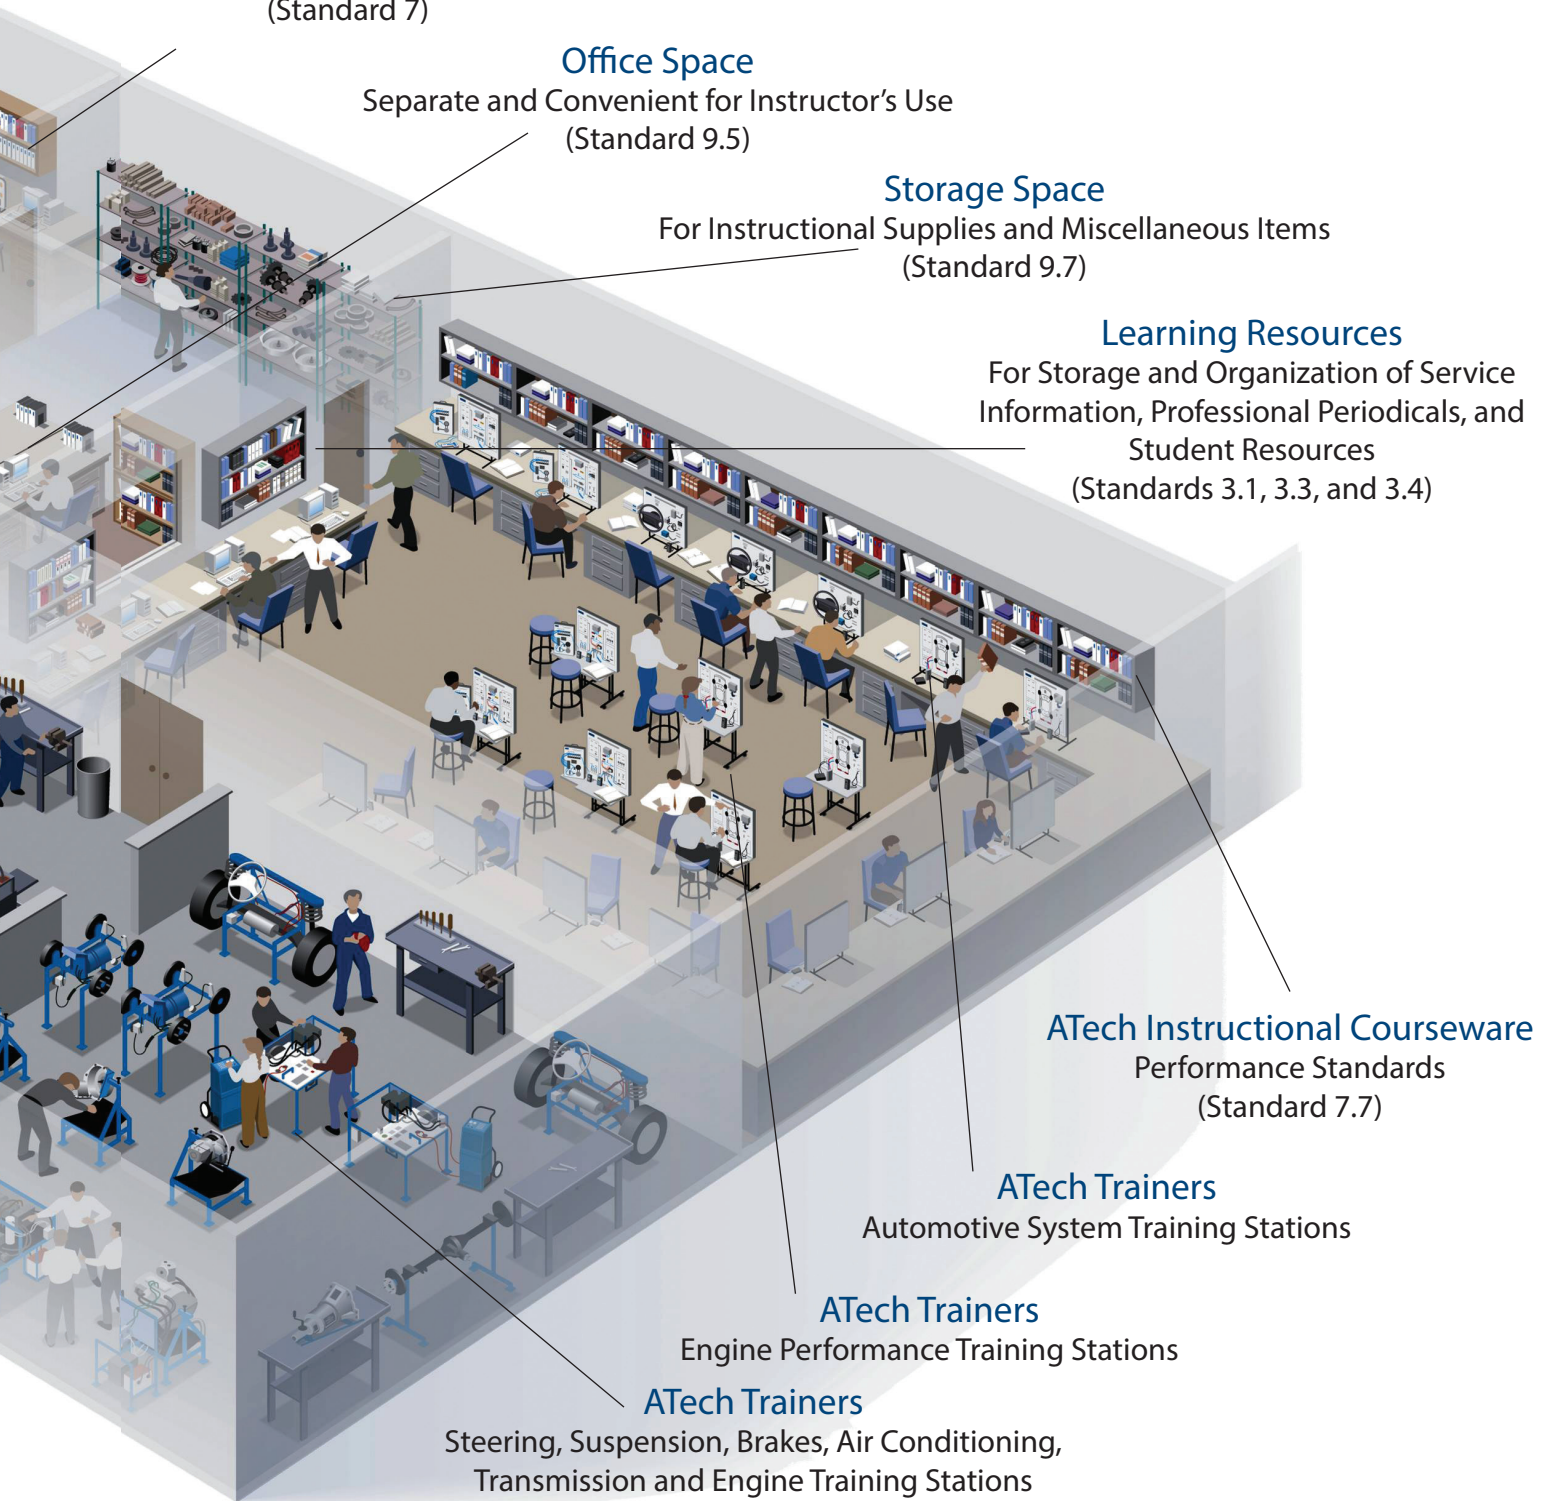 (Standard 7)
Office Space
Separate and Convenient for Instructor’s Use
(Standard 9.5)
Storage Space
For Instructional Supplies and Miscellaneous Items
(Standard 9.7)
Learning Resources
For Storage and Organization of Service
Information, Professional Periodicals, and
Student Resources
(Standards 3.1, 3.3, and 3.4)
ATech Instructional Courseware
Performance Standards
(Standard 7.7)
ATech Trainers
Automotive System Training Stations
ATech Trainers
Engine Performance Training Stations
ATech Trainers
Steering, Suspension, Brakes, Air Conditioning,
Transmission and Engine Training Stations